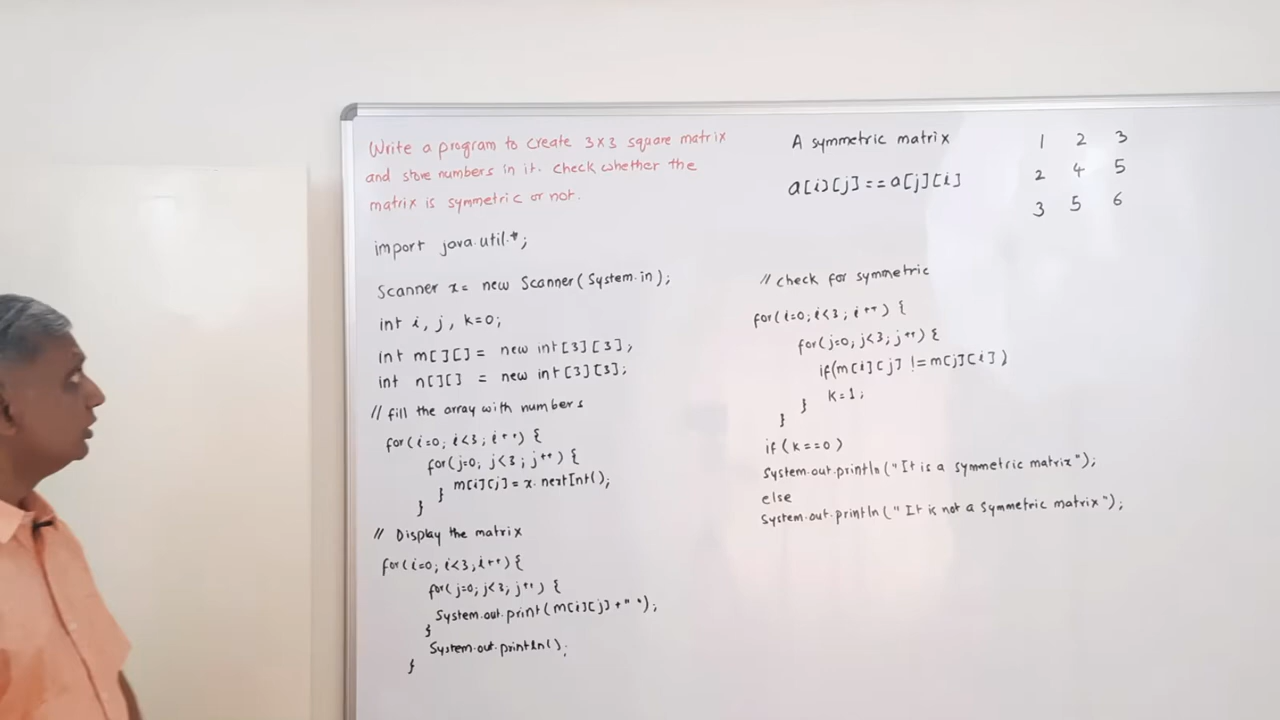 Write a program to create 3x3 square matrix
and store numbers in it. Check whether the
matrix is symmetric or not.
import java.util.*;
Scanner x= new Scanner(System.in);
int i, j, k=0;
int m[][]= new int[3][3];
int n[][] = new int[3][3];
// fill the array with numbers
for(i=0; i<3; i++) {
for(j=0; j<3; j++) {
m[i][j]=x.nextInt();
}
}
// Display the matrix
for(i=0; i<3;i++){
for(j=0; j<3; j++) {
System.out.print(m[i][j]+" ");
}
System.out.println();
}
A symmetric matrix
a[i][j]==a[j][i]
1 2 3
2 4 5
3 5 6
// check for symmetric
for(i=0;i<3; i++) {
for(j=0; j<3; j++) {
if(m[i][j] !=m[j][i])
k=1;
}
}
if(k==0)
System.out.println("It is a symmetric matrix");
else
System.out.println(" It is not a symmetric matrix");